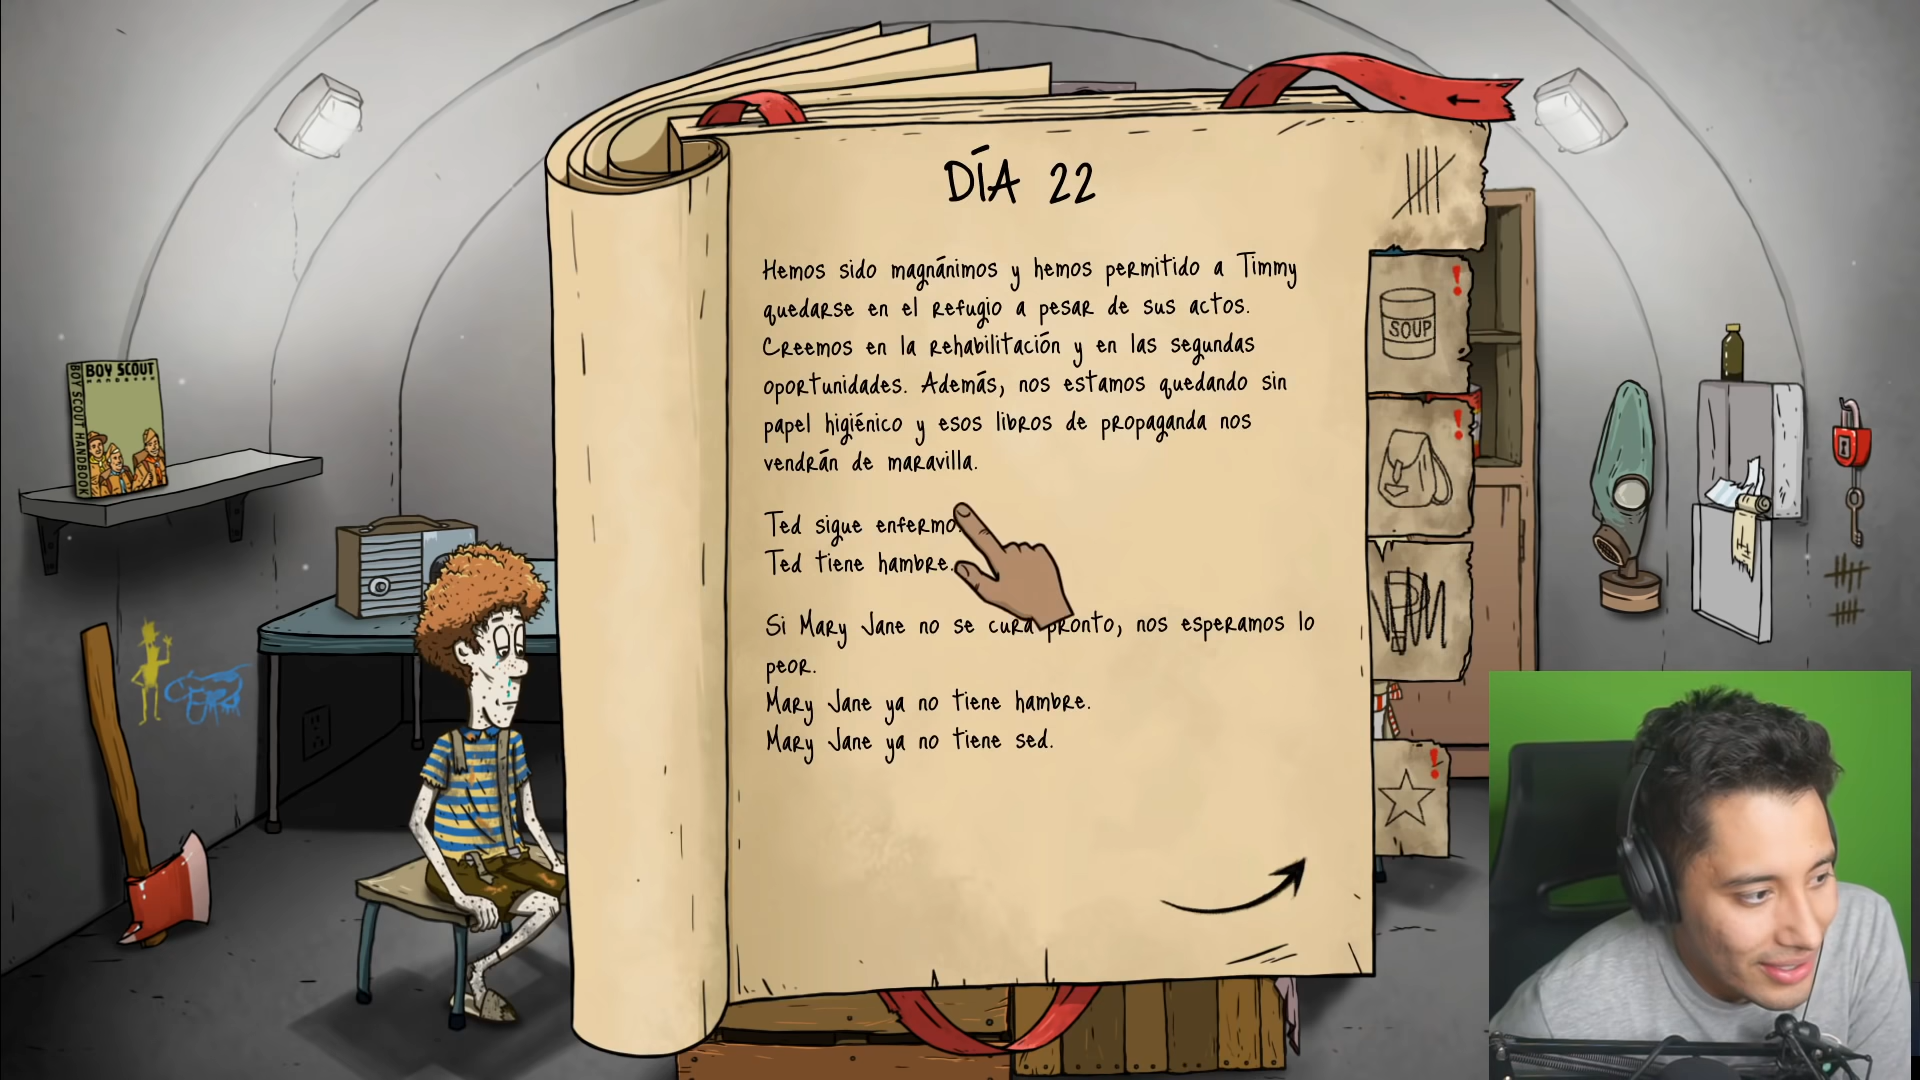 DÍA 22
Hemos sido magnánimos y hemos permitido a Timmy
quedarse en el refugio a pesar de sus actos.
Creemos en la rehabilitación y en las segundas
oportunidades. Además, nos estamos quedando sin
papel higiénico y esos libros de propaganda nos
vendrán de maravilla.
Ted sigue enfermo.
Ted tiene hambre.
Si Mary Jane no se cura pronto, nos esperamos lo
peor.
Mary Jane ya no tiene hambre.
Mary Jane ya no tiene sed.
!
SOUP
!
!
BOY SCOUT
HANDBOOK
BOY SCOUT HANDBOOK